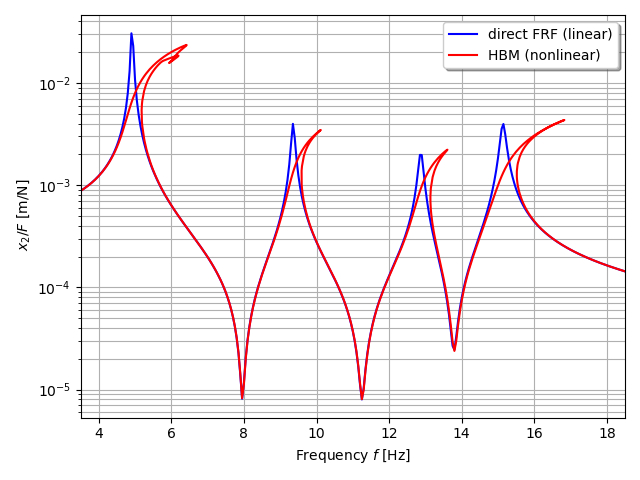 direct FRF (linear)
HBM (nonlinear)
10⁻²
10⁻³
10⁻⁴
10⁻⁵
x₂/F [m/N]
4 6 8 10 12 14 16 18
Frequency f [Hz]